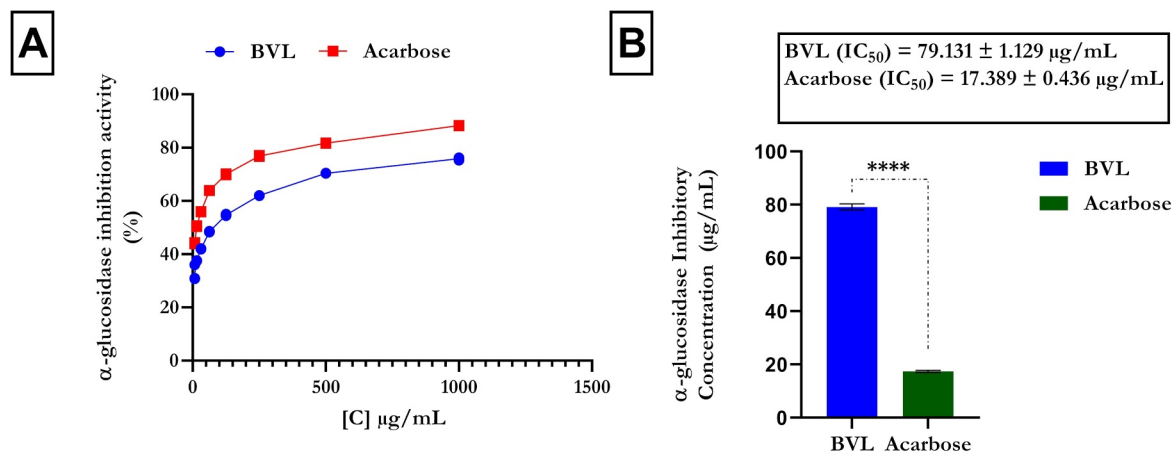 A
BVL
Acarbose
α-glucosidase inhibition activity
(%)
100
80
60
40
20
0
0
500
1000
1500
[C] µg/mL
B
BVL (IC₅₀) = 79.131 ± 1.129 µg/mL
Acarbose (IC₅₀) = 17.389 ± 0.436 µg/mL
α-glucosidase Inhibitory
Concentration (µg/mL)
100
80
60
40
20
0
****
BVL
Acarbose
BVL Acarbose